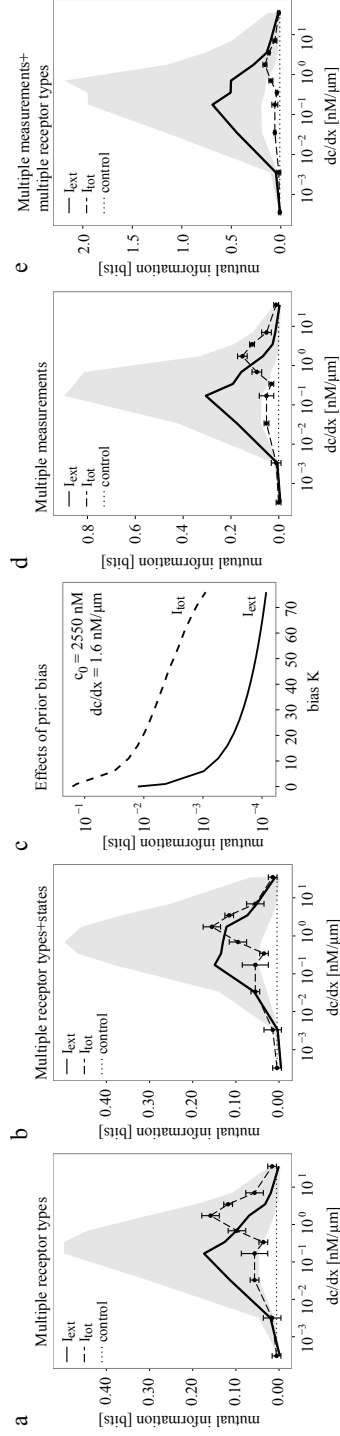 a
Multiple receptor types
I_ext
I_tot
control
mutual information [bits]
0.00
0.10
0.20
0.30
0.40
0.50
10^-3
10^-2
10^-1
10^0
10^1
dc/dx [nM/μm]
b
Multiple receptor types+states
I_ext
I_tot
control
mutual information [bits]
0.00
0.10
0.20
0.30
0.40
10^-3
10^-2
10^-1
10^0
10^1
dc/dx [nM/μm]
c
Effects of prior bias
c_0 = 2550 nM
dc/dx = 1.6 nM/μm
I_tot
I_ext
mutual information [bits]
10^-1
10^-2
10^-3
10^-4
0
10
20
30
40
50
60
70
bias K
d
Multiple measurements
I_ext
I_tot
control
mutual information [bits]
0.0
0.2
0.4
0.6
0.8
10^-3
10^-2
10^-1
10^0
10^1
dc/dx [nM/μm]
e
Multiple measurements+
multiple receptor types
I_ext
I_tot
control
mutual information [bits]
0.0
0.5
1.0
1.5
2.0
10^-3
10^-1
10^0
10^1
dc/dx [nM/μm]